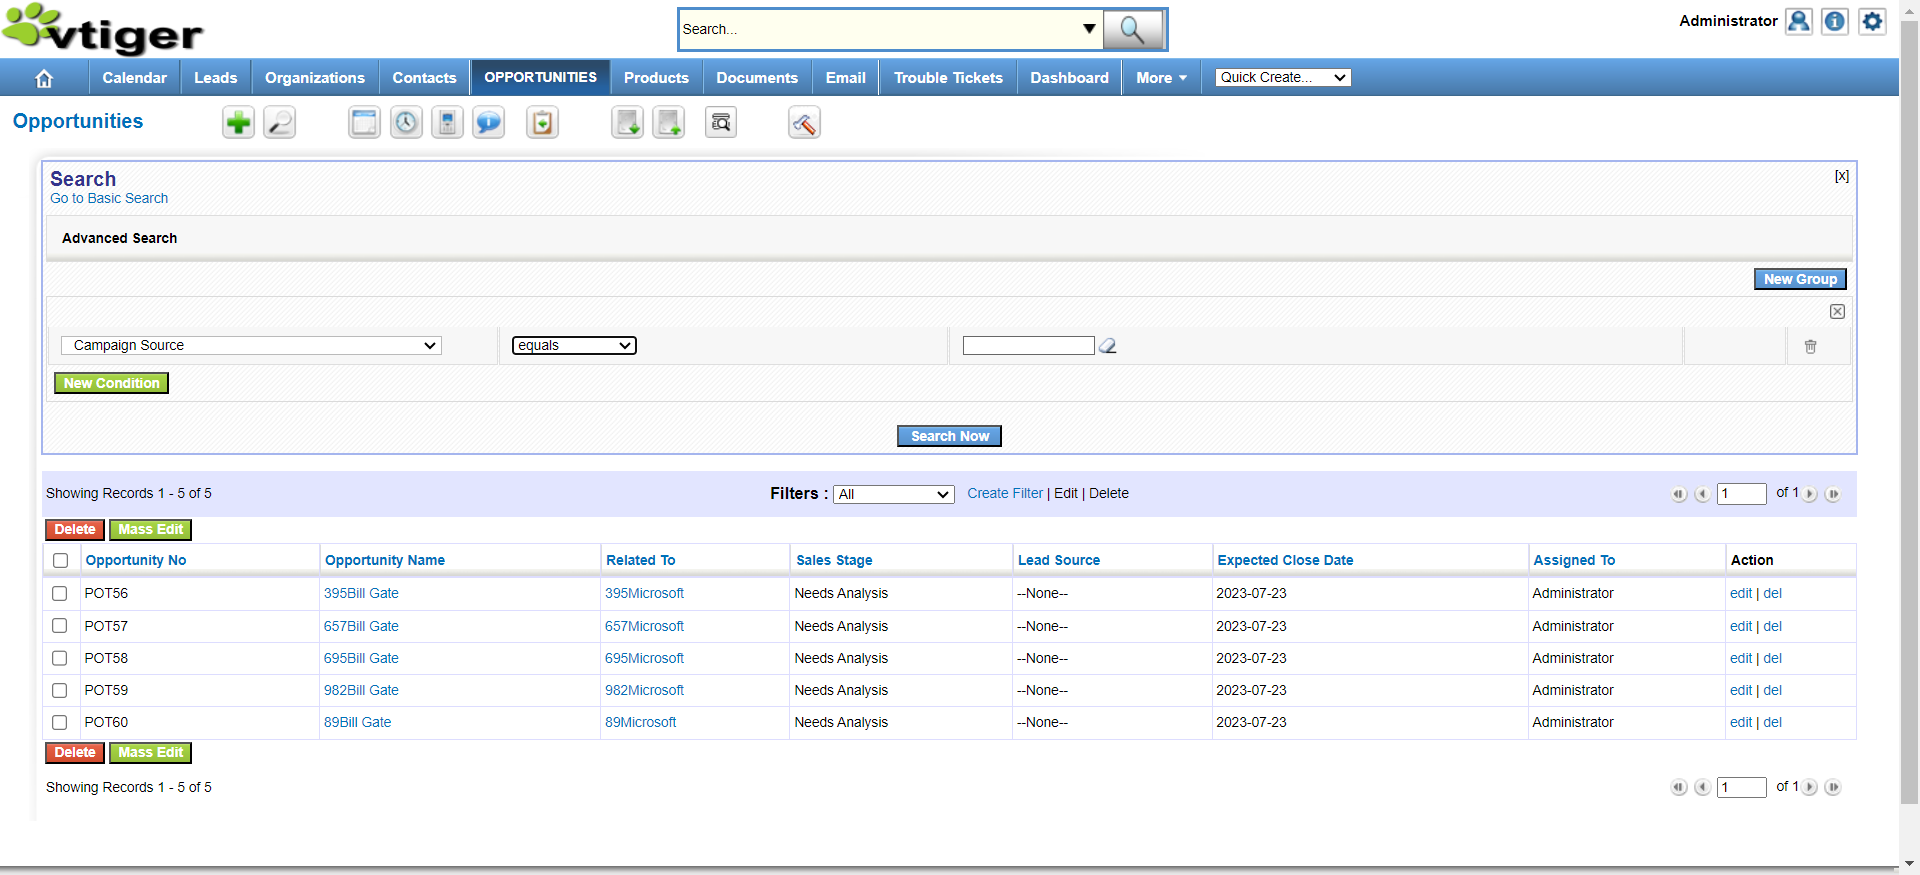 vtiger
Search...
Administrator
Calendar
Leads
Organizations
Contacts
OPPORTUNITIES
Products
Documents
Email
Trouble Tickets
Dashboard
More
Quick Create...
Opportunities
Search
[x]
Go to Basic Search
Advanced Search
New Group
Campaign Source
equals
New Condition
Search Now
Showing Records 1 - 5 of 5
Filters : All Create Filter | Edit | Delete
1 of 1
Delete Mass Edit
Opportunity No Opportunity Name Related To Sales Stage Lead Source Expected Close Date Assigned To Action
POT56 395Bill Gate 395Microsoft Needs Analysis --None-- 2023-07-23 Administrator edit | del
POT57 657Bill Gate 657Microsoft Needs Analysis --None-- 2023-07-23 Administrator edit | del
POT58 695Bill Gate 695Microsoft Needs Analysis --None-- 2023-07-23 Administrator edit | del
POT59 982Bill Gate 982Microsoft Needs Analysis --None-- 2023-07-23 Administrator edit | del
POT60 89Bill Gate 89Microsoft Needs Analysis --None-- 2023-07-23 Administrator edit | del
Delete Mass Edit
Showing Records 1 - 5 of 5
1 of 1